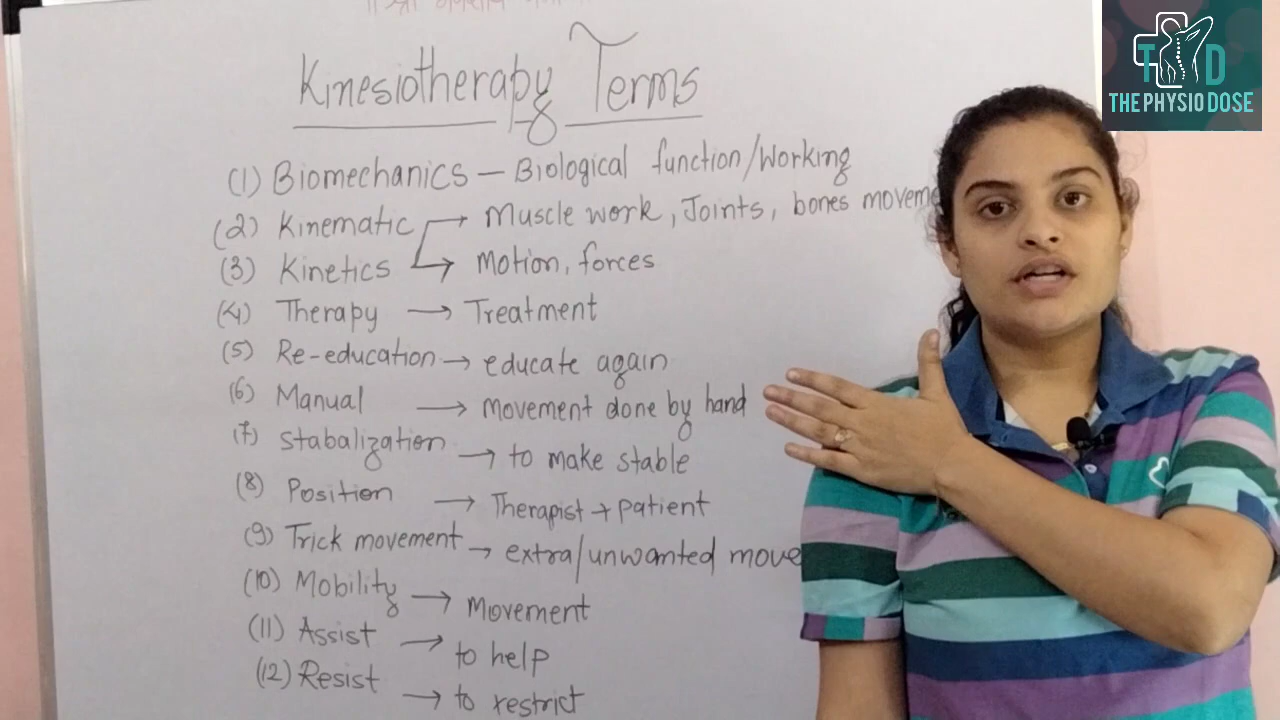 TPD
THE PHYSIO DOSE
Kinesiotherapy Terms
(1) Biomechanics – Biological function/Working
(2) Kinematic → Muscle work, Joints, bones moveme
(3) Kinetics → Motion, forces
(4) Therapy → Treatment
(5) Re-education → educate again
(6) Manual → movement done by hand
(7) Stabalization → to make stable
(8) Position → Therapist + patient
(9) Trick movement → extra/unwanted move
(10) Mobility → Movement
(11) Assist → to help
(12) Resist → to restrict